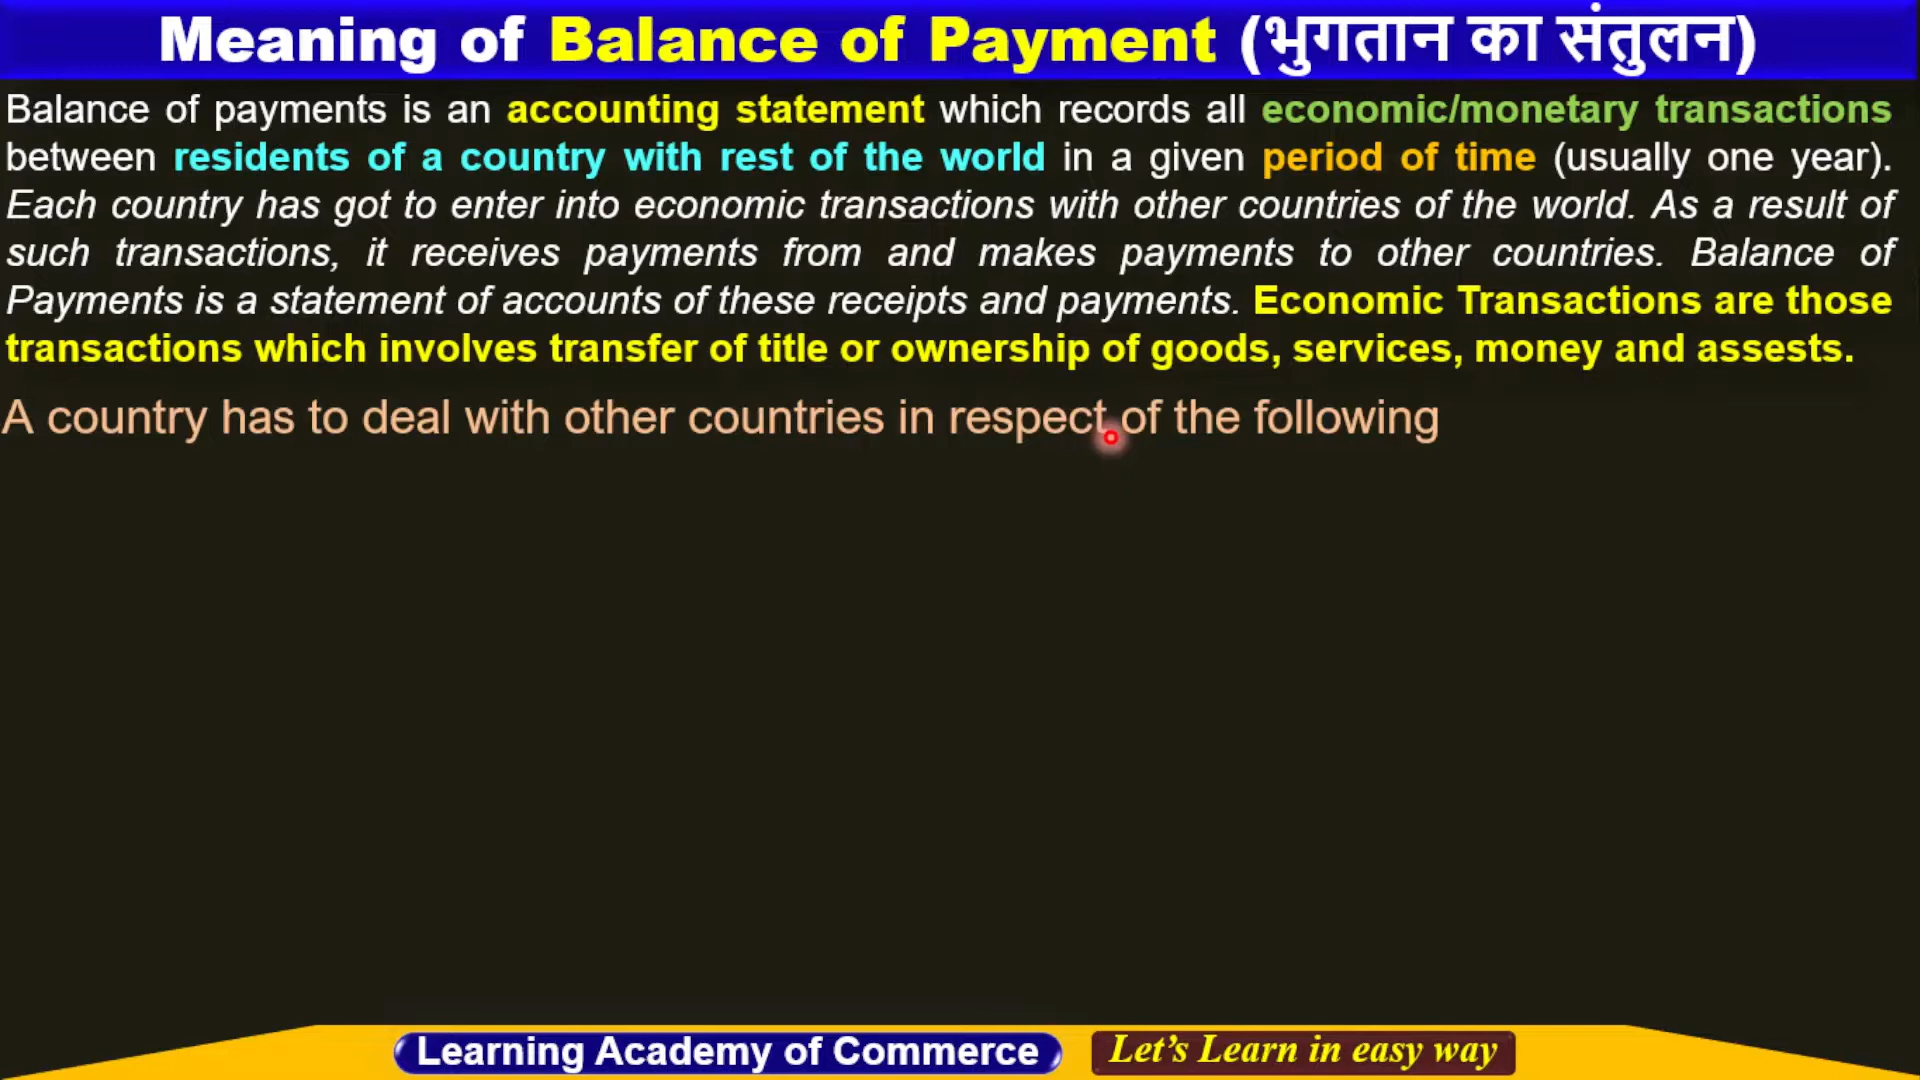 Meaning of Balance of Payment (भुगतान का संतुलन)
Balance of payments is an accounting statement which records all economic/monetary transactions
between residents of a country with rest of the world in a given period of time (usually one year).
Each country has got to enter into economic transactions with other countries of the world. As a result of
such transactions, it receives payments from and makes payments to other countries. Balance of
Payments is a statement of accounts of these receipts and payments. Economic Transactions are those
transactions which involves transfer of title or ownership of goods, services, money and assests.
A country has to deal with other countries in respect of the following
Learning Academy of Commerce
Let’s Learn in easy way